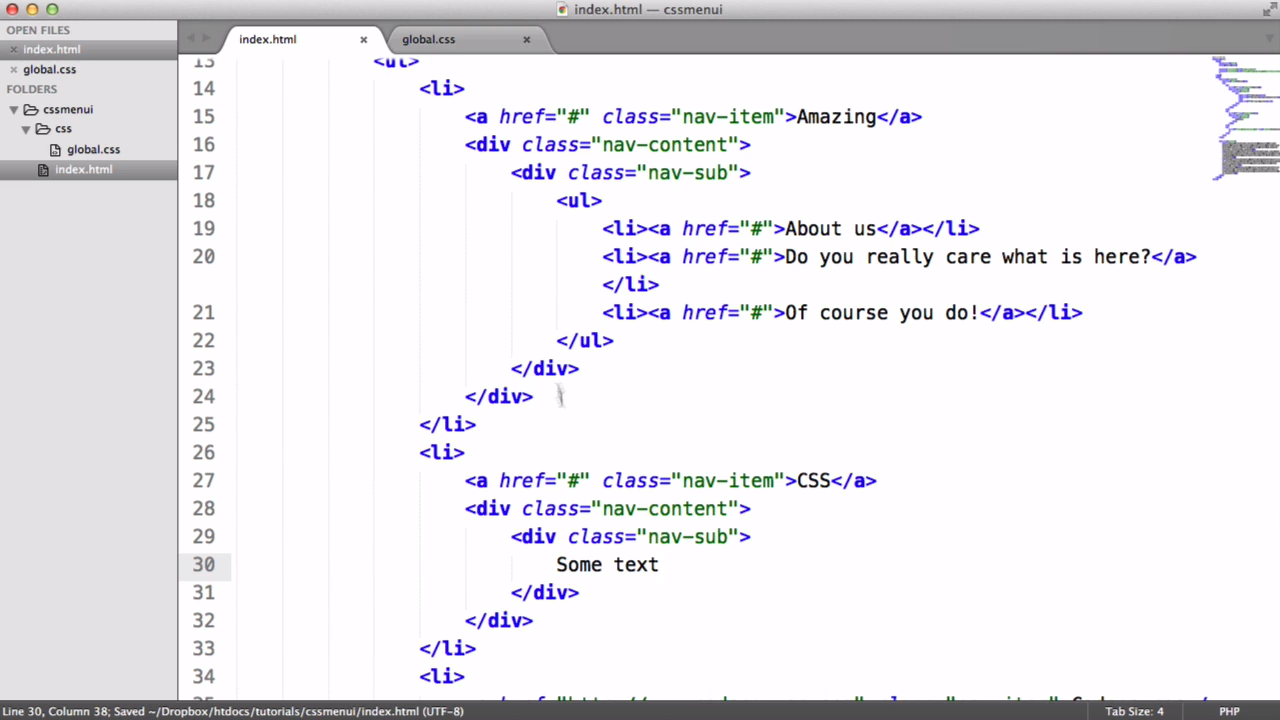 index.html — cssmenui
OPEN FILES
index.html
global.css
FOLDERS
cssmenui
css
global.css
index.html
index.html
global.css
13 <ul>
14 <li>
15 <a href="#" class="nav-item">Amazing</a>
16 <div class="nav-content">
17 <div class="nav-sub">
18 <ul>
19 <li><a href="#">About us</a></li>
20 <li><a href="#">Do you really care what is here?</a>
</li>
21 <li><a href="#">Of course you do!</a></li>
22 </ul>
23 </div>
24 </div>
25 </li>
26 <li>
27 <a href="#" class="nav-item">CSS</a>
28 <div class="nav-content">
29 <div class="nav-sub">
30 Some text
31 </div>
32 </div>
33 </li>
34 <li>
Line 30, Column 38; Saved ~/Dropbox/htdocs/tutorials/cssmenui/index.html (UTF-8)
Tab Size: 4
PHP